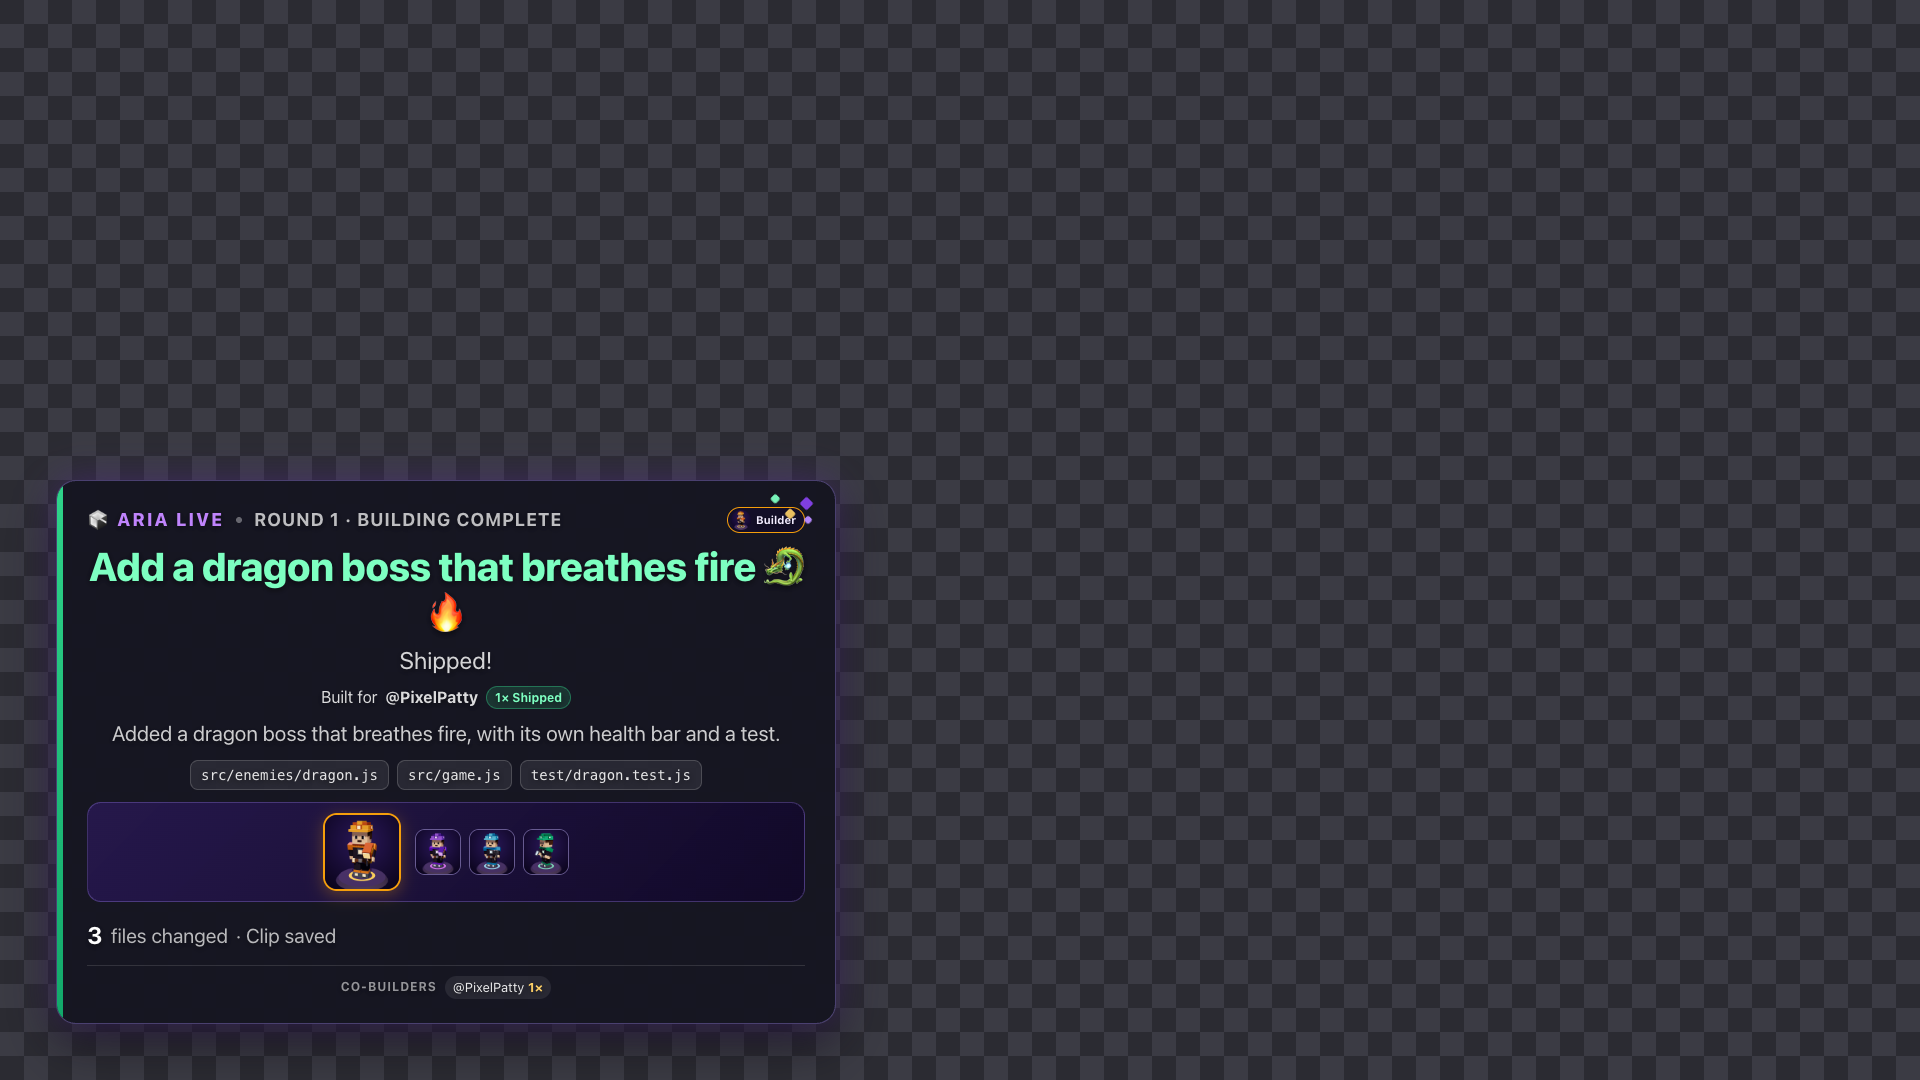 ARIA LIVE • ROUND 1 · BUILDING COMPLETE
Builder
Add a dragon boss that breathes fire 🐉
🔥
Shipped!
Built for @PixelPatty 1× Shipped
Added a dragon boss that breathes fire, with its own health bar and a test.
src/enemies/dragon.js src/game.js test/dragon.test.js
3 files changed · Clip saved
CO-BUILDERS @PixelPatty 1×